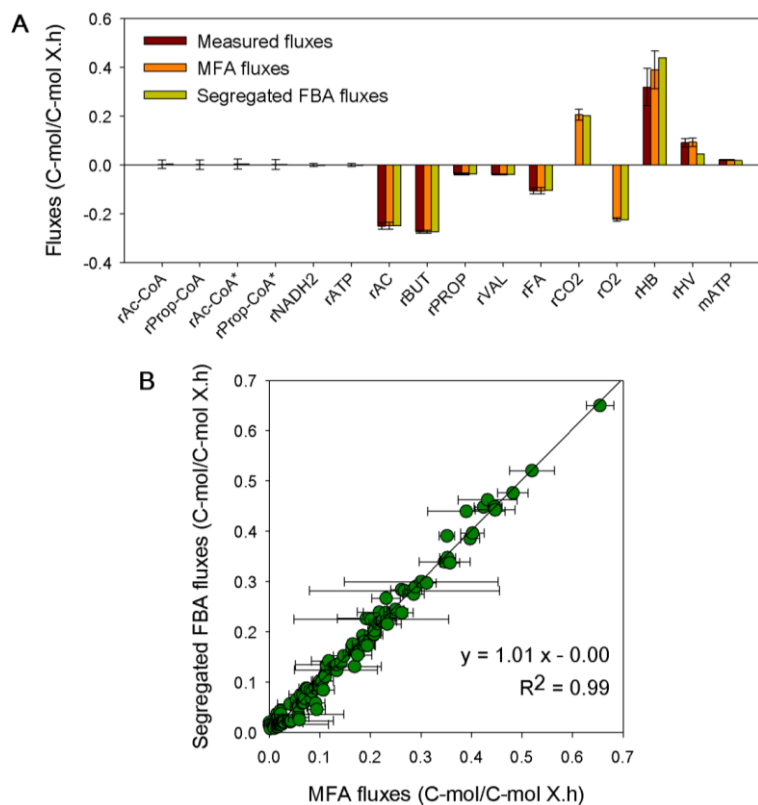 A
Fluxes (C-mol/C-mol X.h)
0.6
0.4
0.2
0.0
-0.2
-0.4
Measured fluxes
MFA fluxes
Segregated FBA fluxes
rAc-CoA
rProp-CoA
rAc-CoA*
rProp-CoA*
rNADH2
rATP
rAC
rBUT
rPROP
rVAL
rFA
rCO2
rO2
rHB
rHV
mATP
B
Segregated FBA fluxes (C-mol/C-mol X.h)
0.7
0.6
0.5
0.4
0.3
0.2
0.1
0.0
y = 1.01 x - 0.00
R2 = 0.99
0.0 0.1 0.2 0.3 0.4 0.5 0.6 0.7
MFA fluxes (C-mol/C-mol X.h)